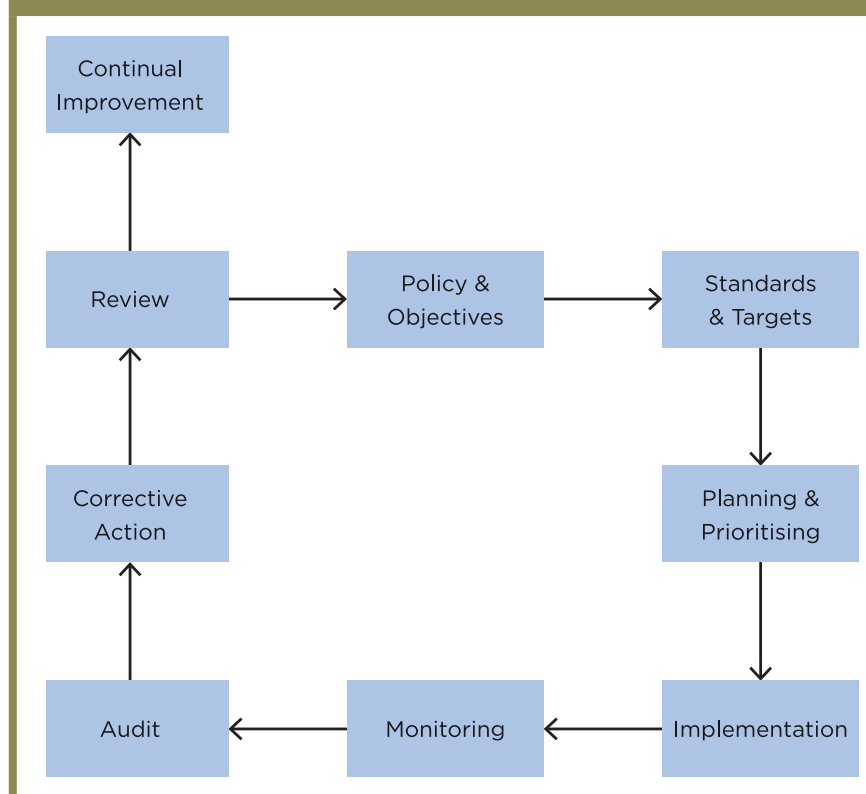 Continual
Improvement
Review
Policy &
Objectives
Standards
& Targets
Corrective
Action
Planning &
Prioritising
Audit
Monitoring
Implementation